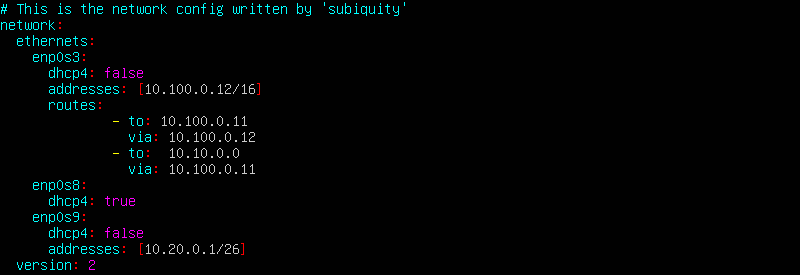 # This is the network config written by 'subiquity'
network:
  ethernets:
    enp0s3:
      dhcp4: false
      addresses: [10.100.0.12/16]
      routes:
              - to: 10.100.0.11
                via: 10.100.0.12
              - to:  10.10.0.0
                via: 10.100.0.11
    enp0s8:
      dhcp4: true
    enp0s9:
      dhcp4: false
      addresses: [10.20.0.1/26]
  version: 2